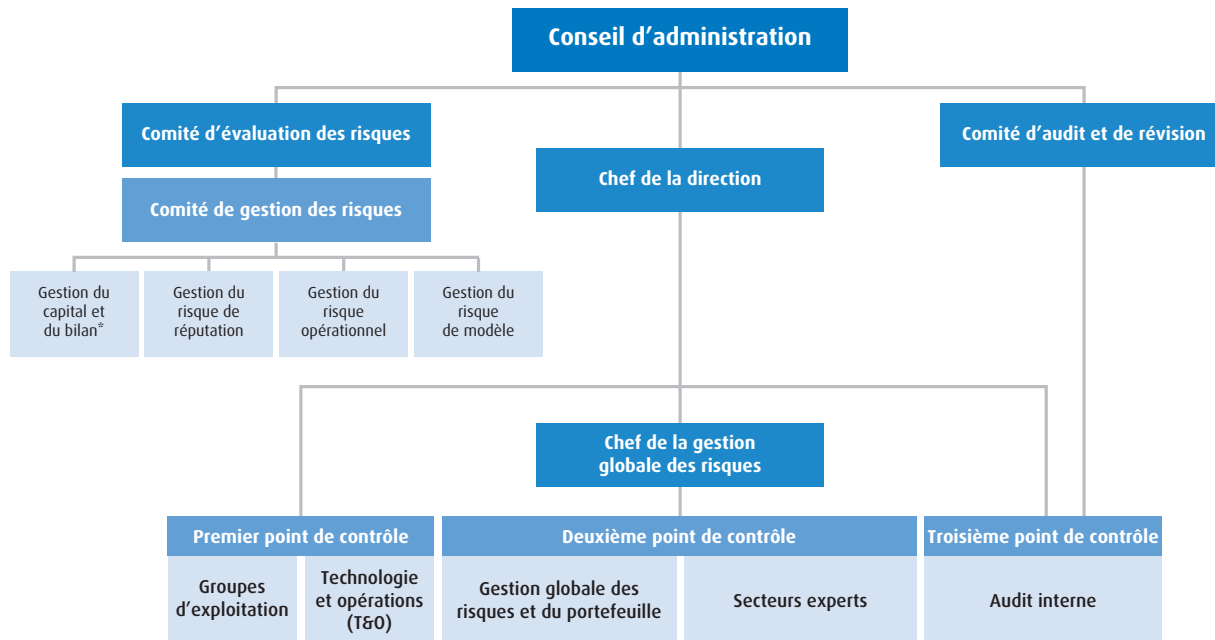 Conseil d'administration
Comité d'évaluation des risques
Comité d'audit et de révision
Chef de la direction
Comité de gestion des risques
Gestion du
capital et
du bilan*
Gestion du
risque de
réputation
Gestion du
risque
opérationnel
Gestion du
risque
de modèle
Chef de la gestion
globale des risques
Premier point de contrôle
Deuxième point de contrôle
Troisième point de contrôle
Groupes
d'exploitation
Technologie
et opérations
(T&O)
Gestion globale des
risques et du portefeuille
Secteurs experts
Audit interne